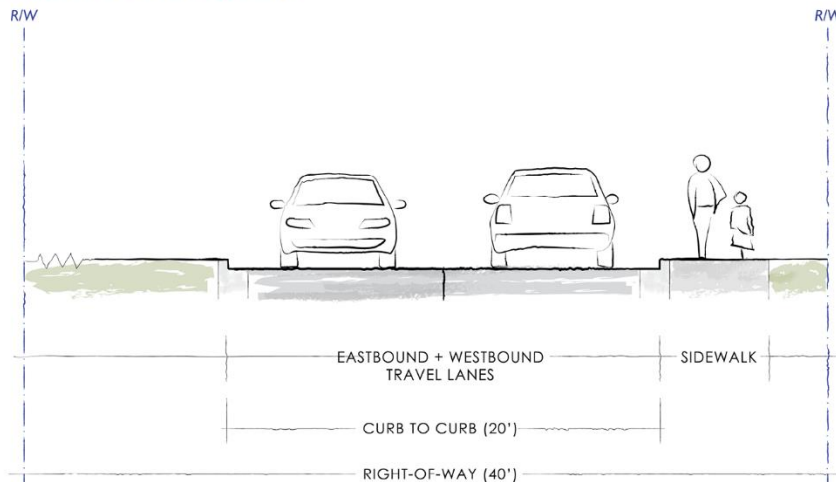 R/W
R/W
EASTBOUND + WESTBOUND
TRAVEL LANES
SIDEWALK
CURB TO CURB (20')
RIGHT-OF-WAY (40')